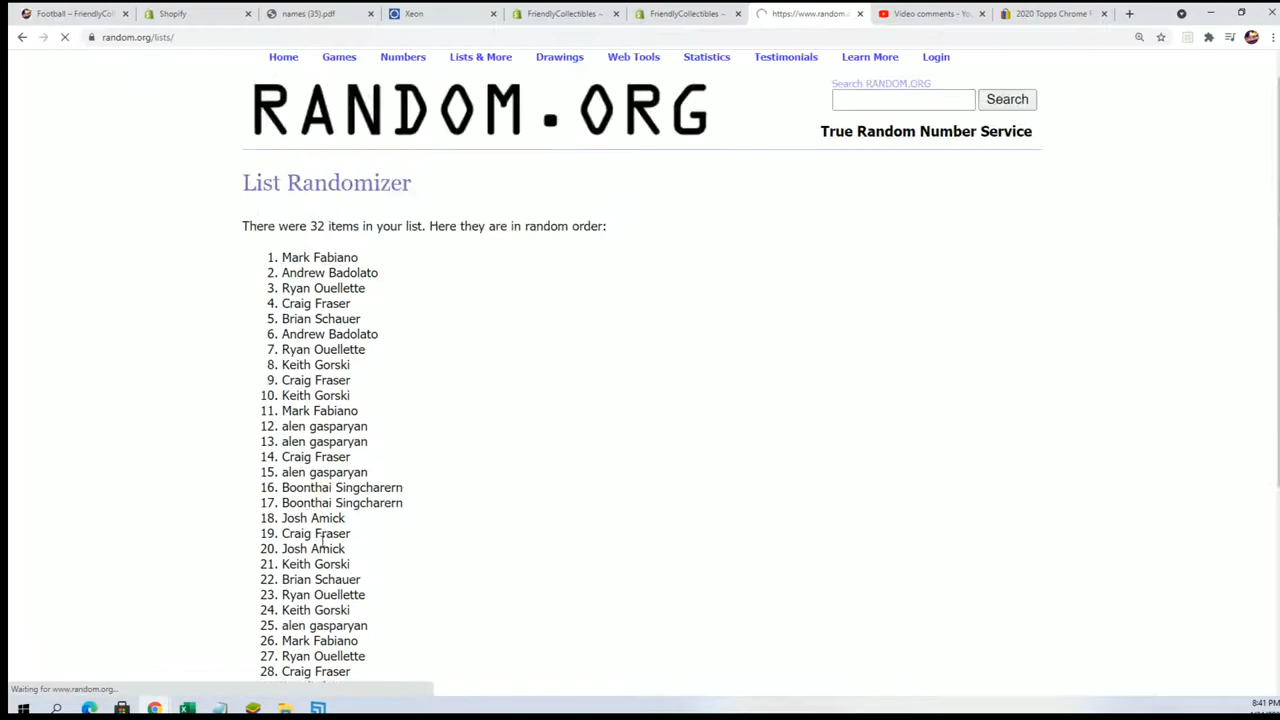 Football – FriendlyCol
Shopify
names (35).pdf
Xeon
FriendlyCollectibles ~
FriendlyCollectibles ~
https://www.random.
Video comments - Yo
2020 Topps Chrome
random.org/lists/
Home Games Numbers Lists & More Drawings Web Tools Statistics Testimonials Learn More Login
RANDOM.ORG
Search RANDOM.ORG
Search
True Random Number Service
List Randomizer
There were 32 items in your list. Here they are in random order:
1. Mark Fabiano
2. Andrew Badolato
3. Ryan Ouellette
4. Craig Fraser
5. Brian Schauer
6. Andrew Badolato
7. Ryan Ouellette
8. Keith Gorski
9. Craig Fraser
10. Keith Gorski
11. Mark Fabiano
12. alen gasparyan
13. alen gasparyan
14. Craig Fraser
15. alen gasparyan
16. Boonthai Singcharern
17. Boonthai Singcharern
18. Josh Amick
19. Craig Fraser
20. Josh Amick
21. Keith Gorski
22. Brian Schauer
23. Ryan Ouellette
24. Keith Gorski
25. alen gasparyan
26. Mark Fabiano
27. Ryan Ouellette
28. Craig Fraser
Waiting for www.random.org...
8:41 PM